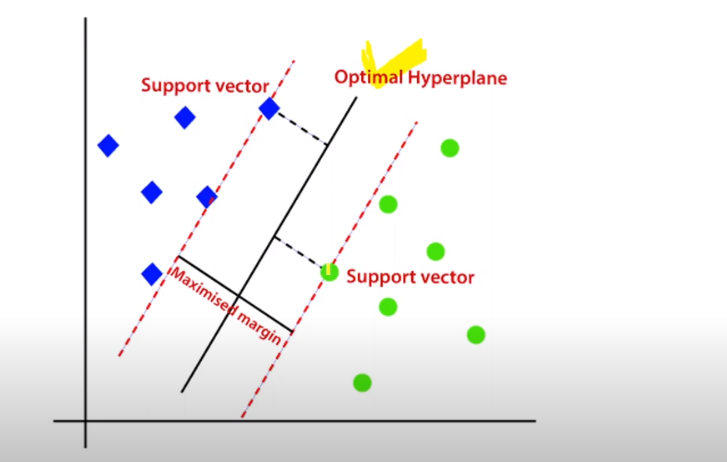 Support vector
Optimal Hyperplane
Support vector
Maximised margin